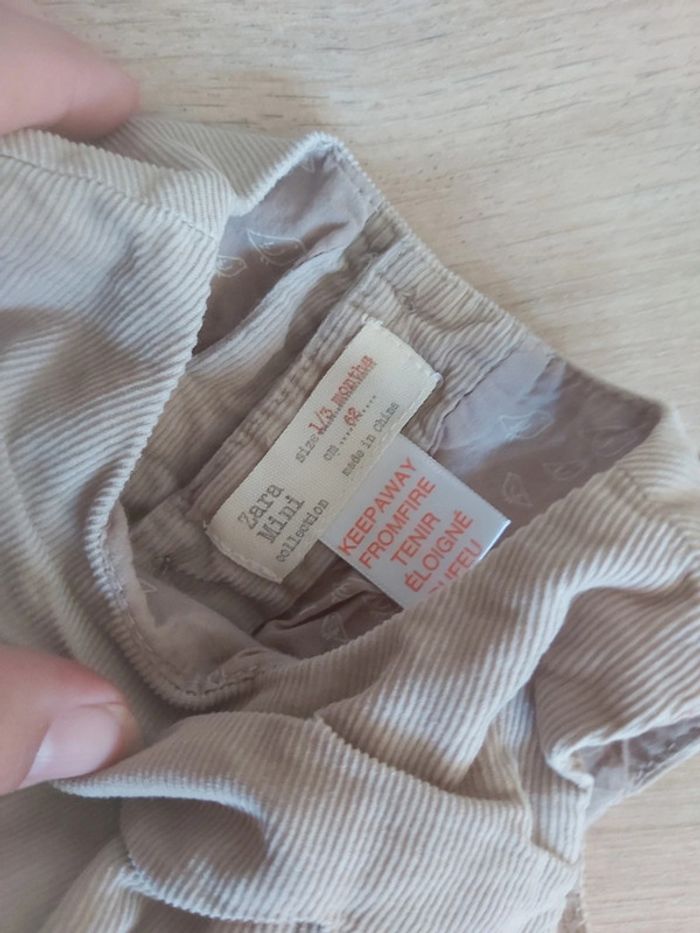 Zara
Mini
collection
size 1/3 months
cm 62
made in China
KEEPAWAY
FROMFIRE
TENIR
ÉLOIGNÉ